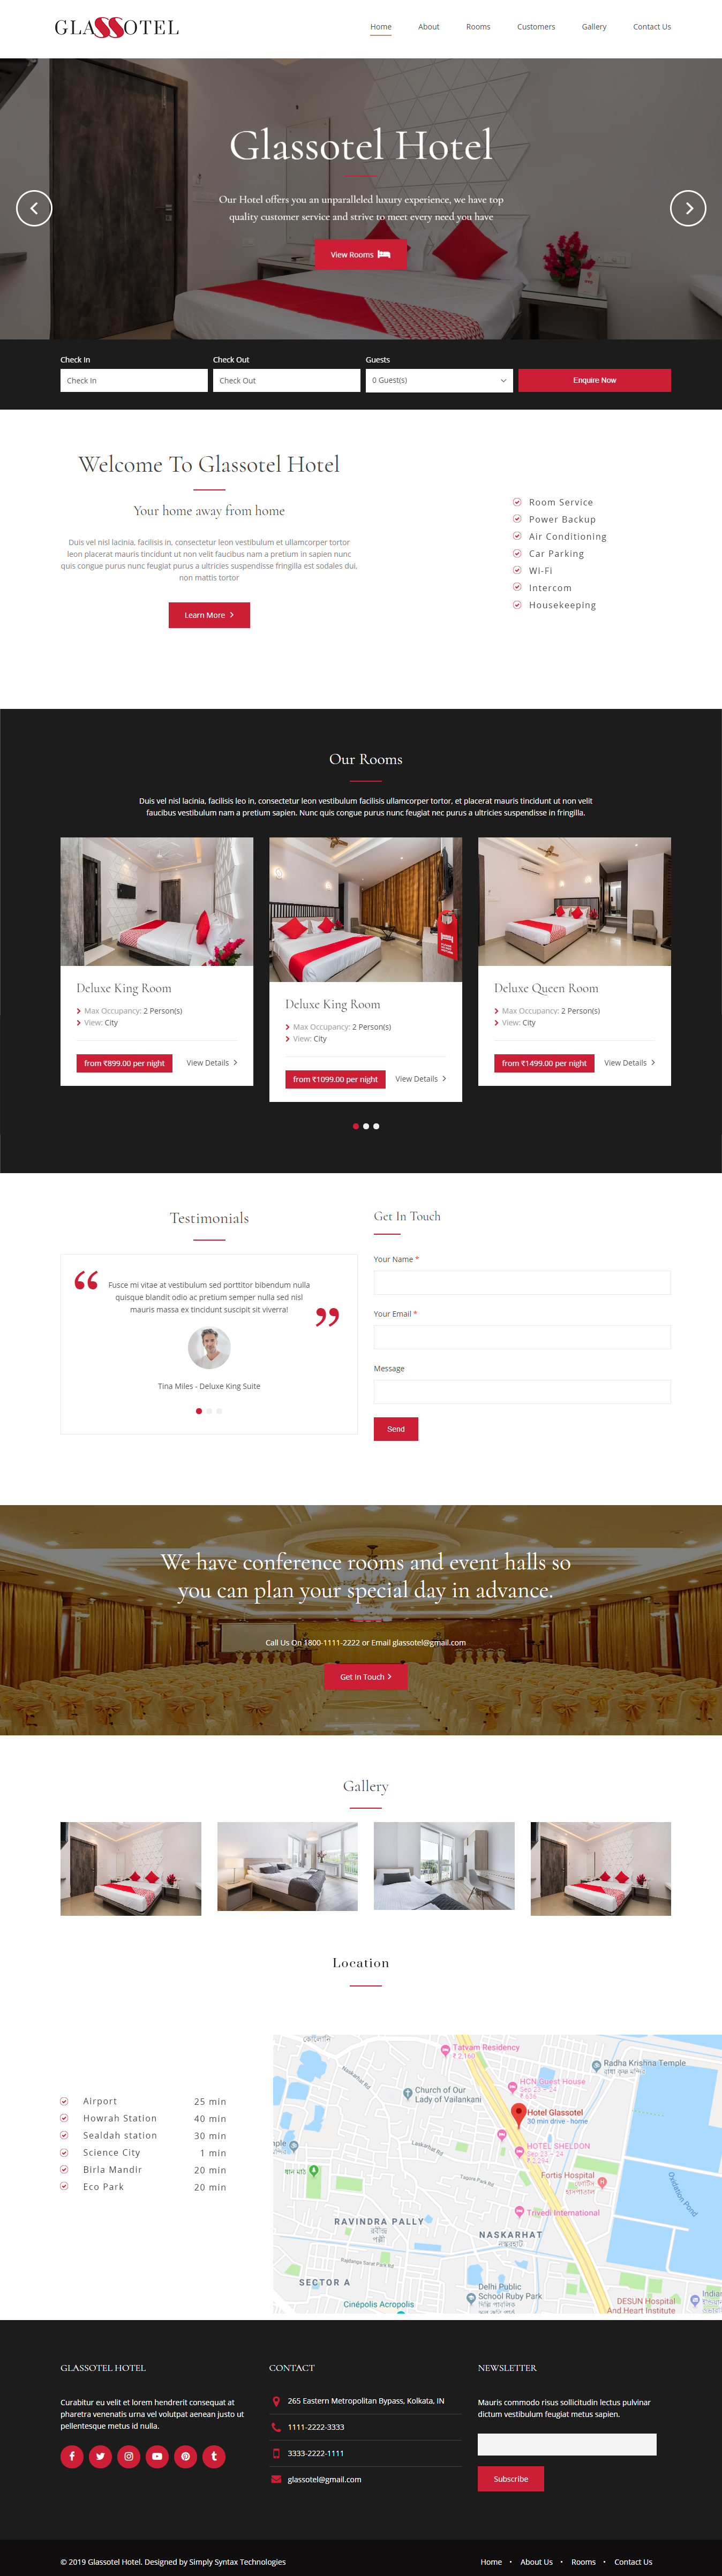 GLASSOTEL
Home About Rooms Customers Gallery Contact Us
Glassotel Hotel
Our Hotel offers you an unparalleled luxury experience, we have top
quality customer service and strive to meet every need you have
View Rooms
Check In Check Out Guests
Check In Check Out 0 Guest(s) Enquire Now
Welcome To Glassotel Hotel
Your home away from home
Duis vel nisl lacinia, facilisis in, consectetur leon vestibulum et ullamcorper tortor
leon placerat mauris tincidunt ut non velit faucibus nam a pretium in sapien nunc
quis congue purus nunc feugiat purus a ultricies suspendisse fringilla est sodales dui,
non mattis tortor
Learn More
Room Service
Power Backup
Air Conditioning
Car Parking
Wi-Fi
Intercom
Housekeeping
Our Rooms
Duis vel nisl lacinia, facilisis leo in, consectetur leon vestibulum facilisis ullamcorper tortor, et placerat mauris tincidunt ut non velit
faucibus vestibulum nam a pretium sapien. Nunc quis congue purus nunc feugiat nec purus a ultricies suspendisse in fringilla.
Deluxe King Room
Max Occupancy: 2 Person(s)
View: City
from ₹899.00 per night View Details
Deluxe King Room
Max Occupancy: 2 Person(s)
View: City
from ₹1099.00 per night View Details
Deluxe Queen Room
Max Occupancy: 2 Person(s)
View: City
from ₹1499.00 per night View Details
Testimonials
Fusce mi vitae at vestibulum sed porttitor bibendum nulla
quisque blandit odio ac pretium semper nulla sed nisl
mauris massa ex tincidunt suscipit sit viverra!
Tina Miles - Deluxe King Suite
Get In Touch
Your Name *
Your Email *
Message
Send
We have conference rooms and event halls so
you can plan your special day in advance.
Call Us On 1800-1111-2222 or Email glassotel@gmail.com
Get In Touch
Gallery
Location
Airport 25 min
Howrah Station 40 min
Sealdah station 30 min
Science City 1 min
Birla Mandir 20 min
Eco Park 20 min
Tatvam Residency
₹ 2,160
Radha Krishna Temple
HCN Guest House
Sep 23 – 24
₹ 636
Church of Our
Lady of Vailankani
Naskarhat Rd
Hotel Glassotel
30 min drive - home
Laskarhat Rd
HOTEL SHELDON
Sep 23 – 24
₹ 2,294
Fortis Hospital
Tagore Park Rd
Trivedi International
RAVINDRA PALLY
NASKARHAT
SECTOR A
Delhi Public
School Ruby Park
Cinépolis Acropolis
DESUN Hospital
And Heart Institute
GLASSOTEL HOTEL
Curabitur eu velit et lorem hendrerit consequat at
pharetra venenatis urna vel volutpat aenean justo ut
pellentesque metus id nulla.
CONTACT
265 Eastern Metropolitan Bypass, Kolkata, IN
1111-2222-3333
3333-2222-1111
glassotel@gmail.com
NEWSLETTER
Mauris commodo risus sollicitudin lectus pulvinar
dictum vestibulum feugiat metus sapien.
Subscribe
© 2019 Glassotel Hotel. Designed by Simply Syntax Technologies
Home • About Us • Rooms • Contact Us